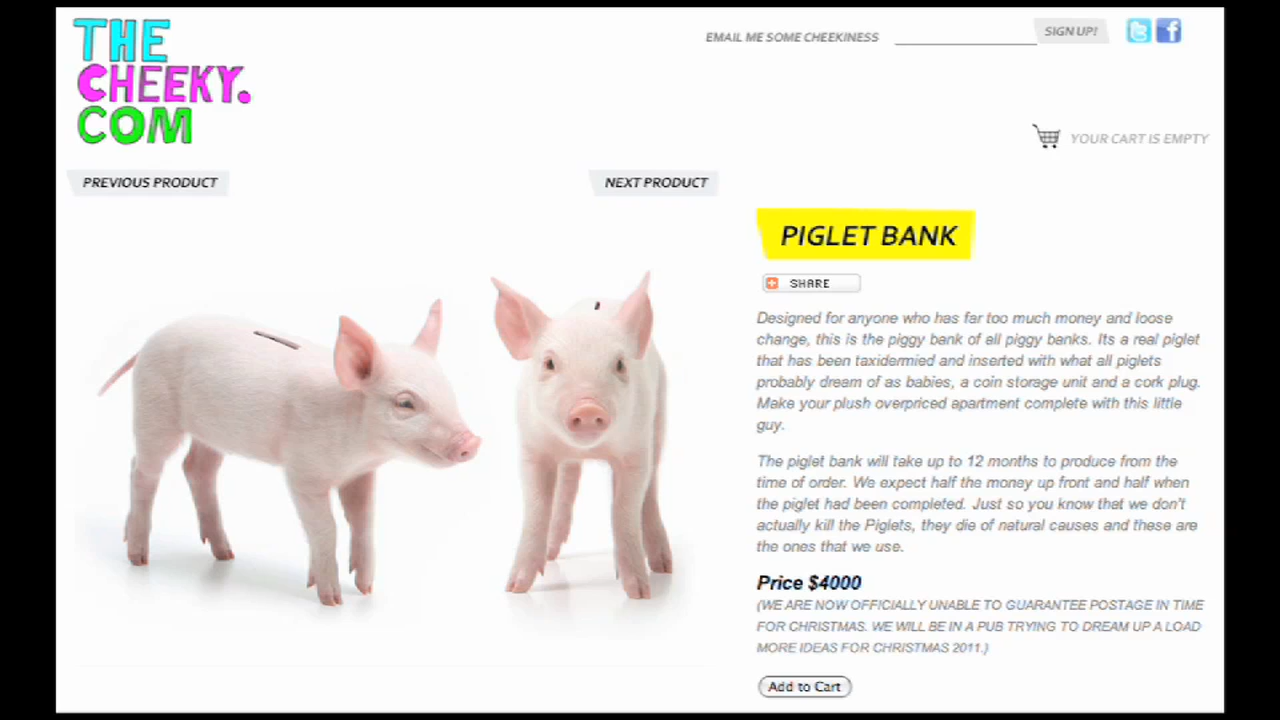 THE
CHEEKY.
COM
EMAIL ME SOME CHEEKINESS
SIGN UP!
YOUR CART IS EMPTY
PREVIOUS PRODUCT
NEXT PRODUCT
PIGLET BANK
SHARE
Designed for anyone who has far too much money and loose
change, this is the piggy bank of all piggy banks. Its a real piglet
that has been taxidermied and inserted with what all piglets
probably dream of as babies, a coin storage unit and a cork plug.
Make your plush overpriced apartment complete with this little
guy.
The piglet bank will take up to 12 months to produce from the
time of order. We expect half the money up front and half when
the piglet had been completed. Just so you know that we don't
actually kill the Piglets, they die of natural causes and these are
the ones that we use.
Price $4000
(WE ARE NOW OFFICIALLY UNABLE TO GUARANTEE POSTAGE IN TIME
FOR CHRISTMAS. WE WILL BE IN A PUB TRYING TO DREAM UP A LOAD
MORE IDEAS FOR CHRISTMAS 2011.)
Add to Cart